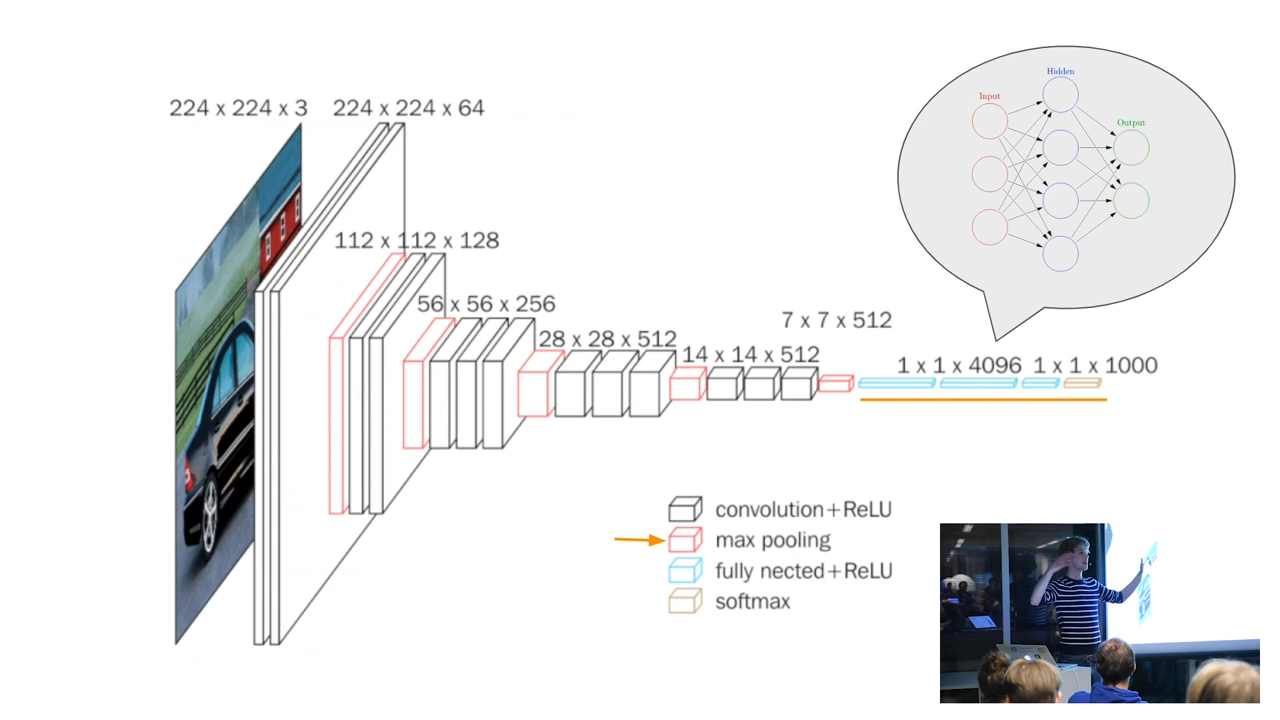 224 x 224 x 3
224 x 224 x 64
112 x 112 x 128
56 x 56 x 256
28 x 28 x 512
14 x 14 x 512
7 x 7 x 512
1 x 1 x 4096
1 x 1 x 1000
Input
Hidden
Output
convolution+ReLU
max pooling
fully nected+ReLU
softmax